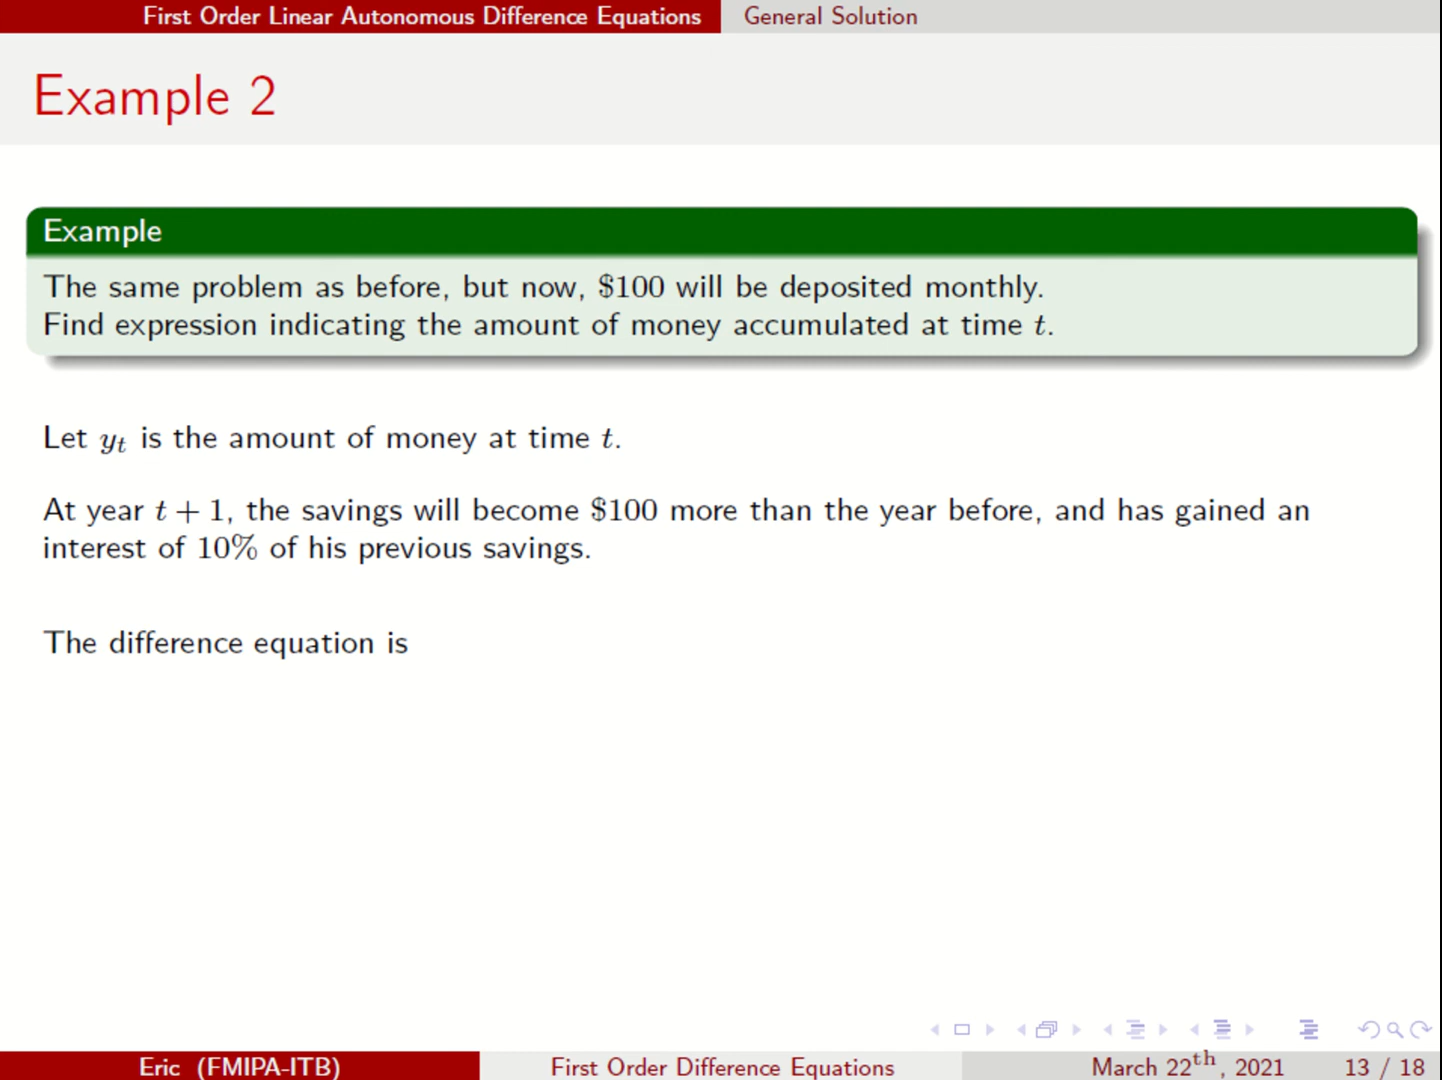 First Order Linear Autonomous Difference Equations General Solution
Example 2
Example
The same problem as before, but now, $100 will be deposited monthly.
Find expression indicating the amount of money accumulated at time t.
Let y_t is the amount of money at time t.
At year t + 1, the savings will become $100 more than the year before, and has gained an
interest of 10% of his previous savings.
The difference equation is
Eric (FMIPA-ITB) First Order Difference Equations March 22th, 2021 13 / 18